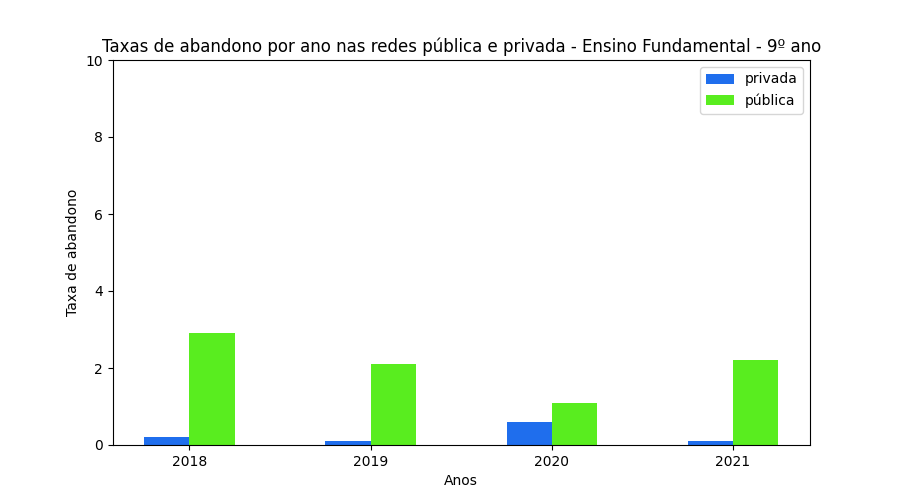 Taxas de abandono por ano nas redes pública e privada - Ensino Fundamental - 9º ano
privada
pública
10
8
6
4
2
0
Taxa de abandono
2018 2019 2020 2021
Anos